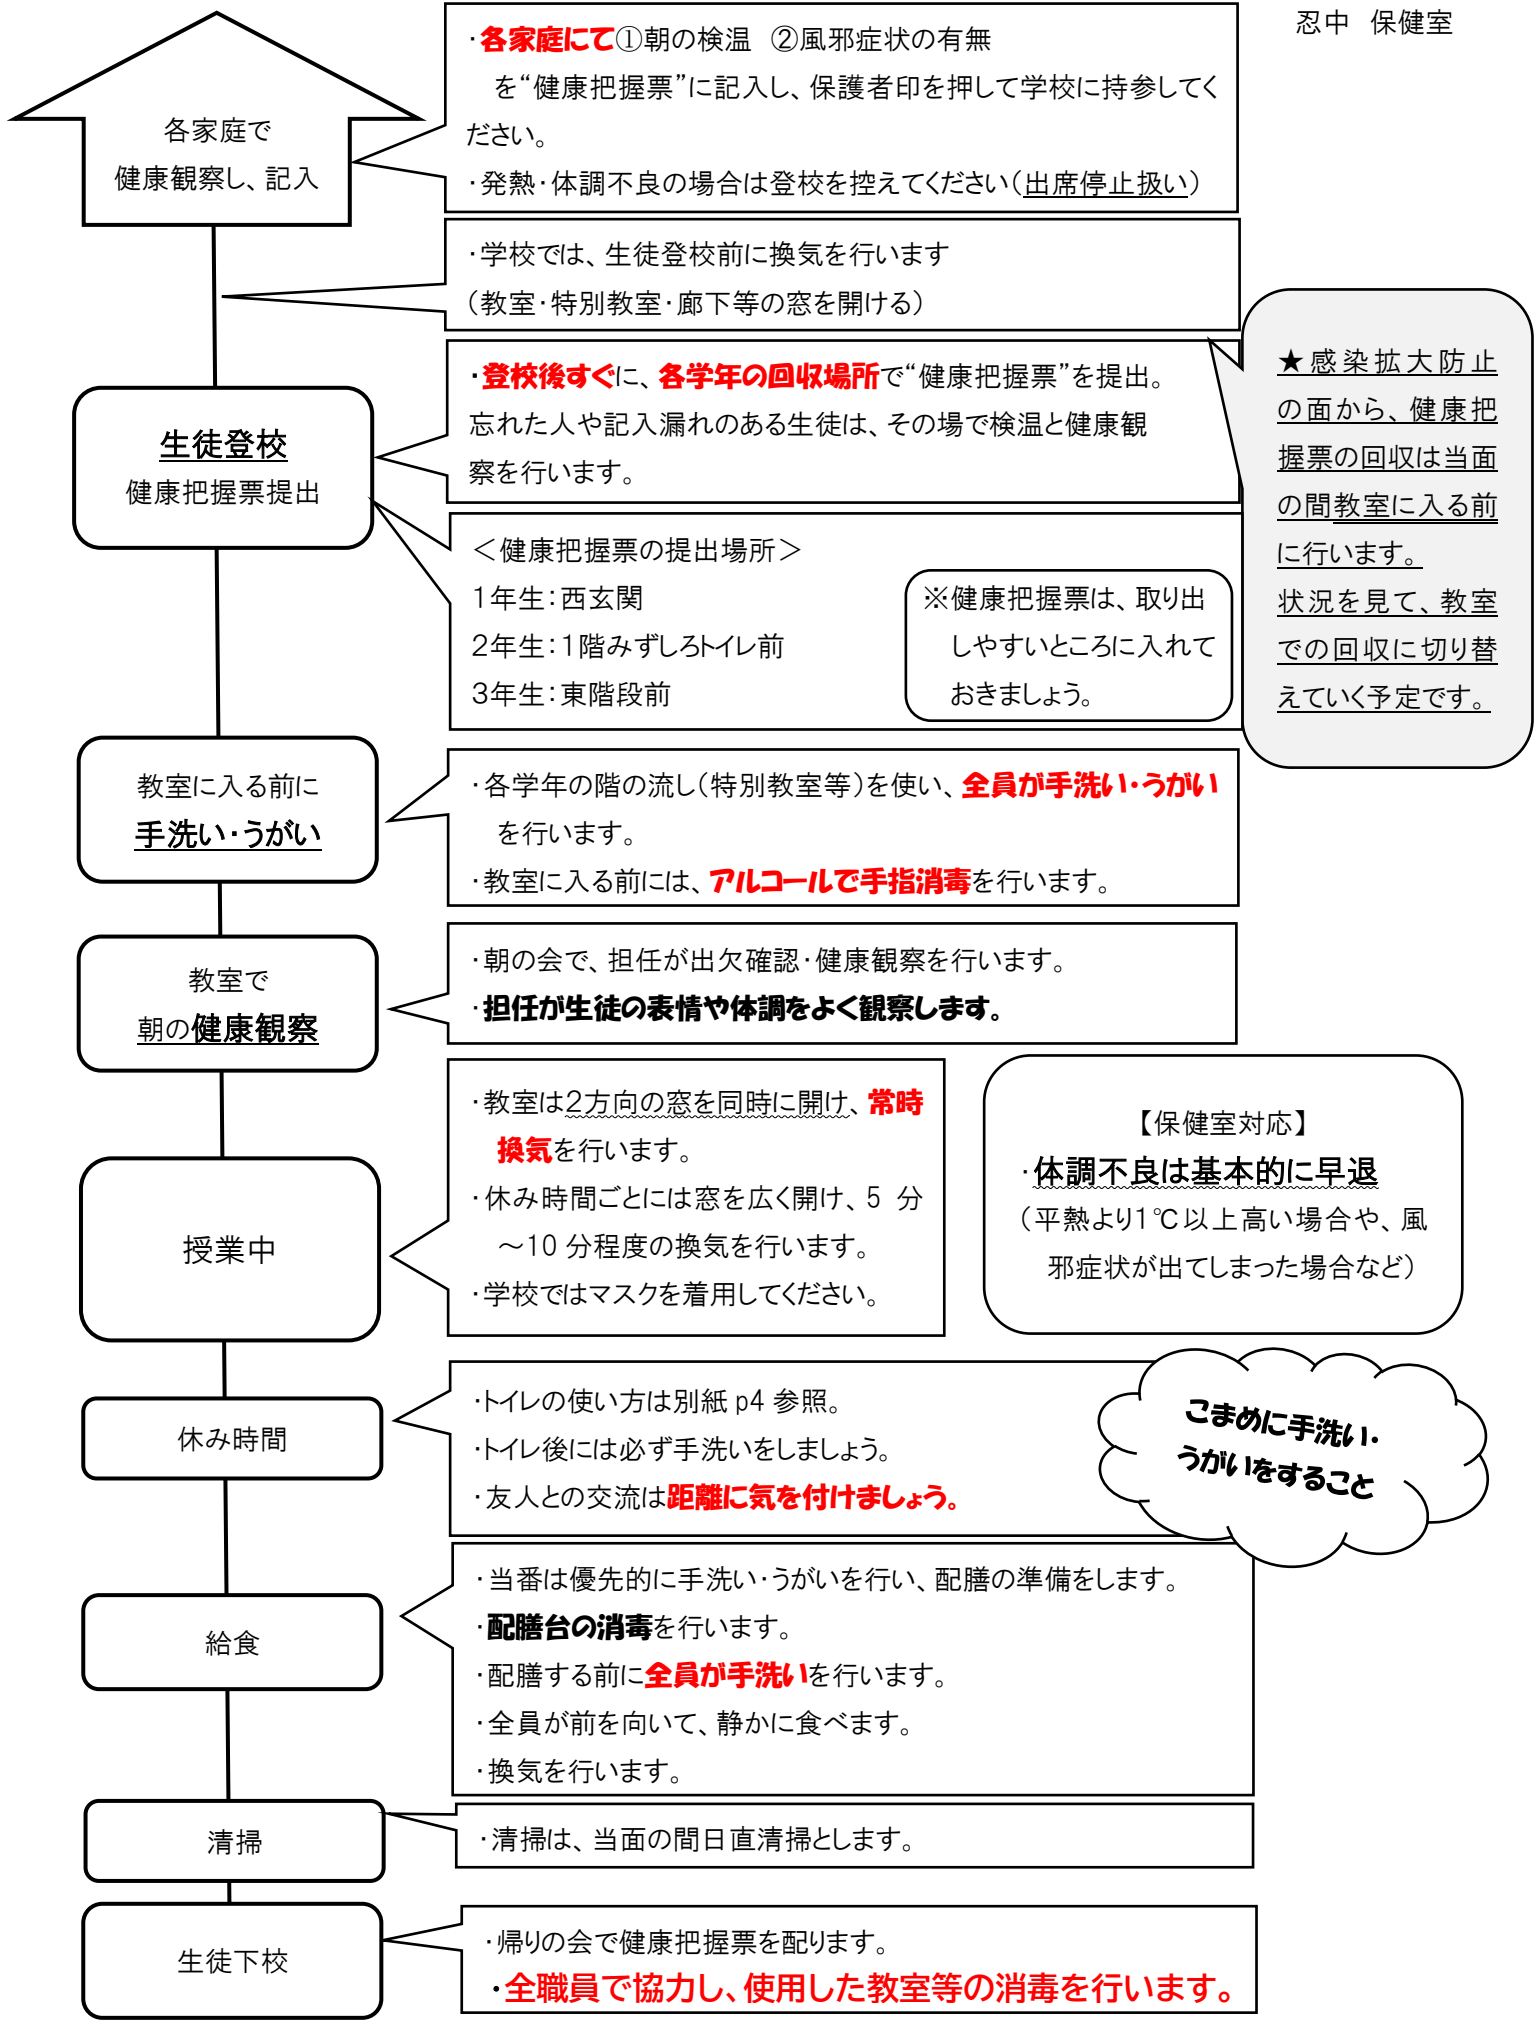 忍中　保健室
各家庭で
健康観察し、記入
・各家庭にて①朝の検温　②風邪症状の有無
を“健康把握票”に記入し、保護者印を押して学校に持参してく
ださい。
・発熱・体調不良の場合は登校を控えてください（出席停止扱い）
・学校では、生徒登校前に換気を行います
（教室・特別教室・廊下等の窓を開ける）
生徒登校
健康把握票提出
・登校後すぐに、各学年の回収場所で“健康把握票”を提出。
忘れた人や記入漏れのある生徒は、その場で検温と健康観
察を行います。
★感染拡大防止
の面から、健康把
握票の回収は当面
の間教室に入る前
に行います。
状況を見て、教室
での回収に切り替
えていく予定です。
＜健康把握票の提出場所＞
1年生：西玄関
2年生：1階みずしろトイレ前
3年生：東階段前
※健康把握票は、取り出
しやすいところに入れて
おきましょう。
教室に入る前に
手洗い・うがい
・各学年の階の流し（特別教室等）を使い、全員が手洗い・うがい
を行います。
・教室に入る前には、アルコールで手指消毒を行います。
教室で
朝の健康観察
・朝の会で、担任が出欠確認・健康観察を行います。
・担任が生徒の表情や体調をよく観察します。
授業中
・教室は2方向の窓を同時に開け、常時
換気を行います。
・休み時間ごとには窓を広く開け、5 分
～10 分程度の換気を行います。
・学校ではマスクを着用してください。
【保健室対応】
・体調不良は基本的に早退
（平熱より1℃以上高い場合や、風
邪症状が出てしまった場合など）
休み時間
・トイレの使い方は別紙 p4 参照。
・トイレ後には必ず手洗いをしましょう。
・友人との交流は距離に気を付けましょう。
こまめに手洗い・
うがいをすること
給食
・当番は優先的に手洗い・うがいを行い、配膳の準備をします。
・配膳台の消毒を行います。
・配膳する前に全員が手洗いを行います。
・全員が前を向いて、静かに食べます。
・換気を行います。
清掃
・清掃は、当面の間日直清掃とします。
生徒下校
・帰りの会で健康把握票を配ります。
・全職員で協力し、使用した教室等の消毒を行います。